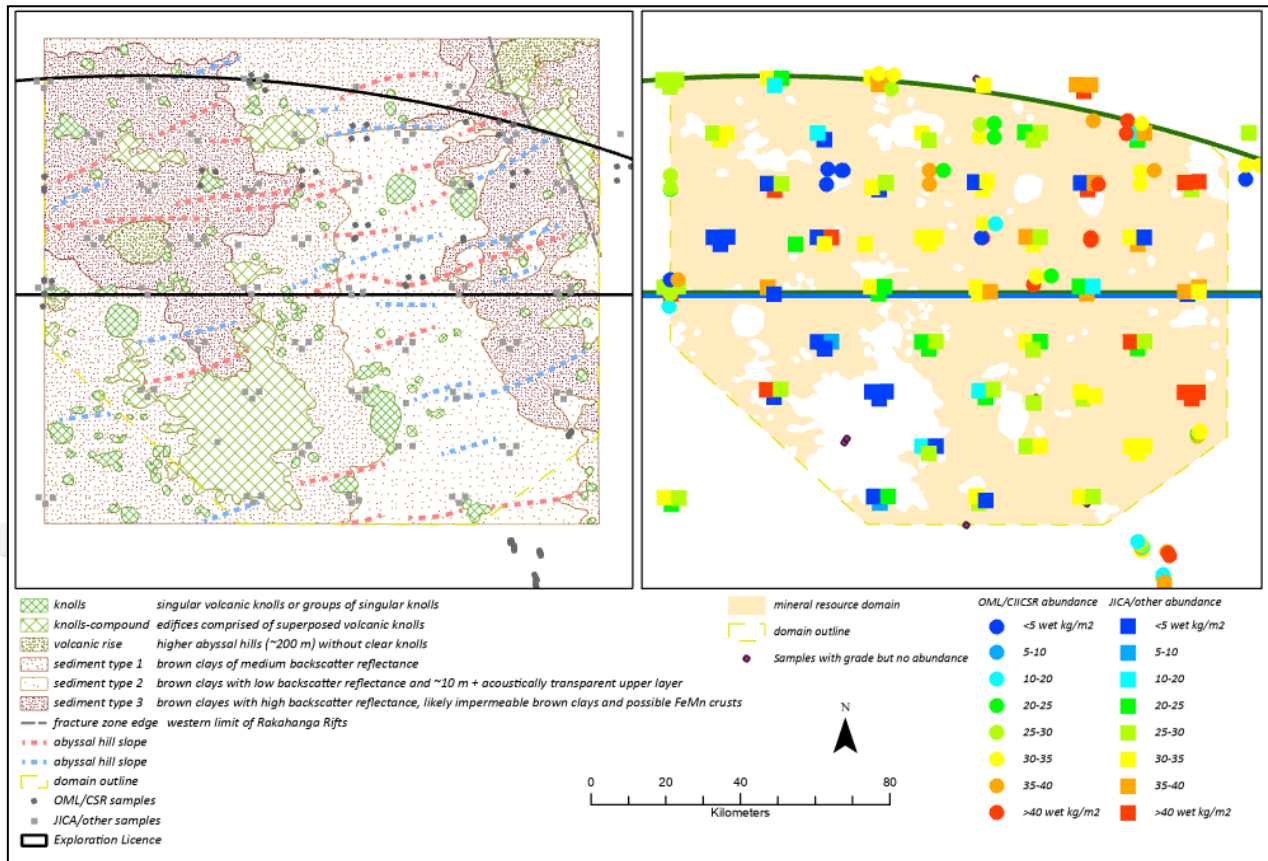 knolls singular volcanic knolls or groups of singular knolls
knolls-compound edifices comprised of superposed volcanic knolls
volcanic rise higher abyssal hills (~200 m) without clear knolls
sediment type 1 brown clays of medium backscatter reflectance
sediment type 2 brown clays with low backscatter reflectance and ~10 m + acoustically transparent upper layer
sediment type 3 brown clayes with high backscatter reflectance, likely impermeable brown clays and possible FeMn crusts
fracture zone edge western limit of Rakahanga Rifts
abyssal hill slope
abyssal hill slope
domain outline
OML/CSR samples
JICA/other samples
Exploration Licence
mineral resource domain
domain outline
Samples with grade but no abundance
N
0 20 40 80
Kilometers
OML/CIICSR abundance JICA/other abundance
<5 wet kg/m2 <5 wet kg/m2
5-10 5-10
10-20 10-20
20-25 20-25
25-30 25-30
30-35 30-35
35-40 35-40
>40 wet kg/m2 >40 wet kg/m2